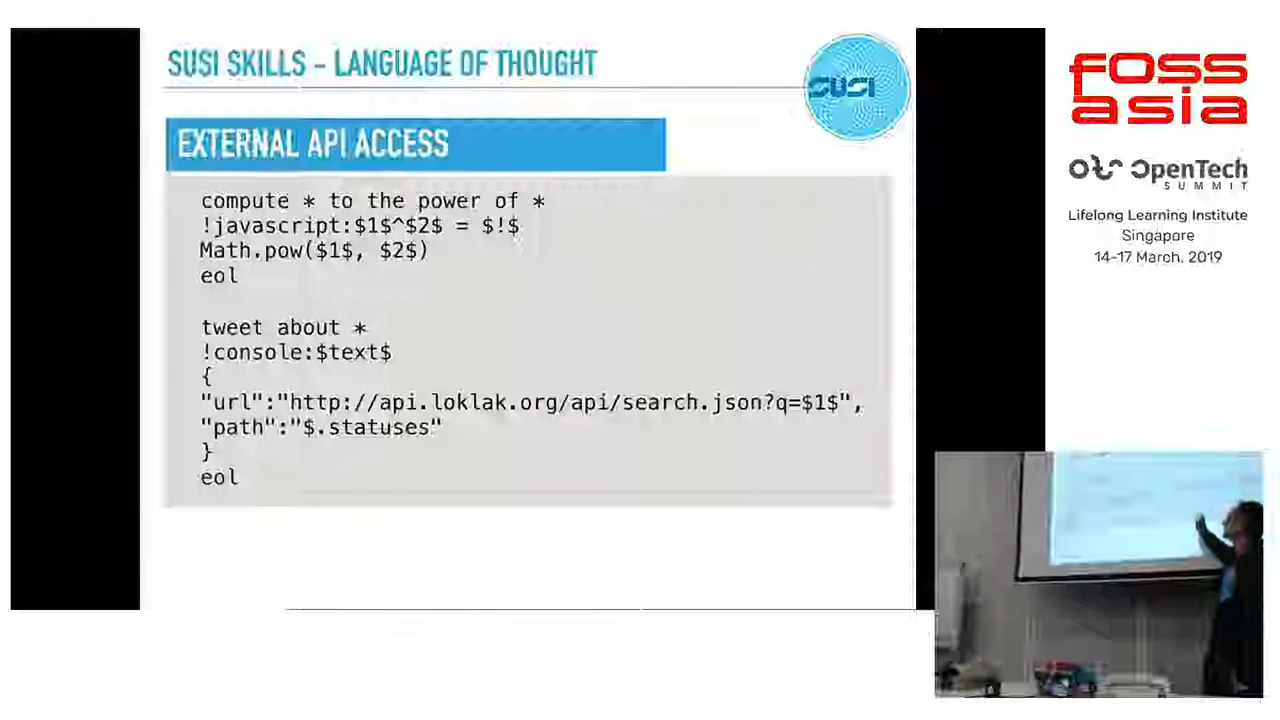 SUSI SKILLS – LANGUAGE OF THOUGHT
SUSI
EXTERNAL API ACCESS
compute * to the power of *
!javascript:$1$^$2$ = $!$
Math.pow($1$, $2$)
eol
tweet about *
!console:$text$
{
"url":"http://api.loklak.org/api/search.json?q=$1$",
"path":"$.statuses"
}
eol
FOSS
asia
OpenTech
SUMMIT
Lifelong Learning Institute
Singapore
14-17 March, 2019